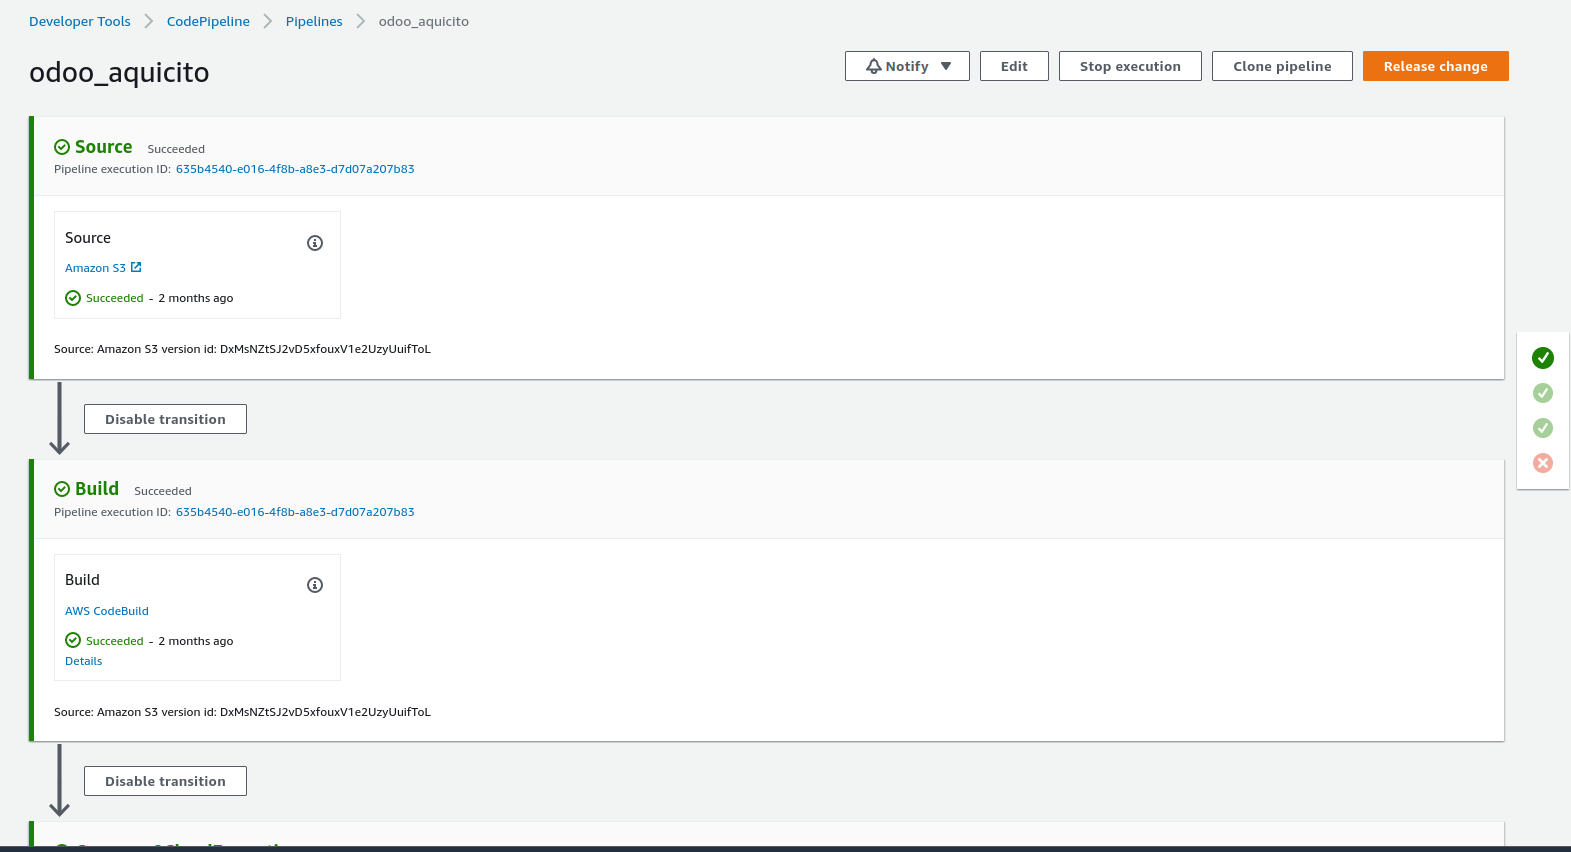 Developer Tools
CodePipeline
Pipelines
odoo_aquicito
odoo_aquicito
Notify
Edit
Stop execution
Clone pipeline
Release change
Source Succeeded
Pipeline execution ID: 635b4540-e016-4f8b-a8e3-d7d07a207b83
Source
Amazon S3
Succeeded - 2 months ago
Source: Amazon S3 version id: DxMsNZtSJ2vD5xfouxV1e2UzyUuifToL
Disable transition
Build Succeeded
Pipeline execution ID: 635b4540-e016-4f8b-a8e3-d7d07a207b83
Build
AWS CodeBuild
Succeeded - 2 months ago
Details
Source: Amazon S3 version id: DxMsNZtSJ2vD5xfouxV1e2UzyUuifToL
Disable transition